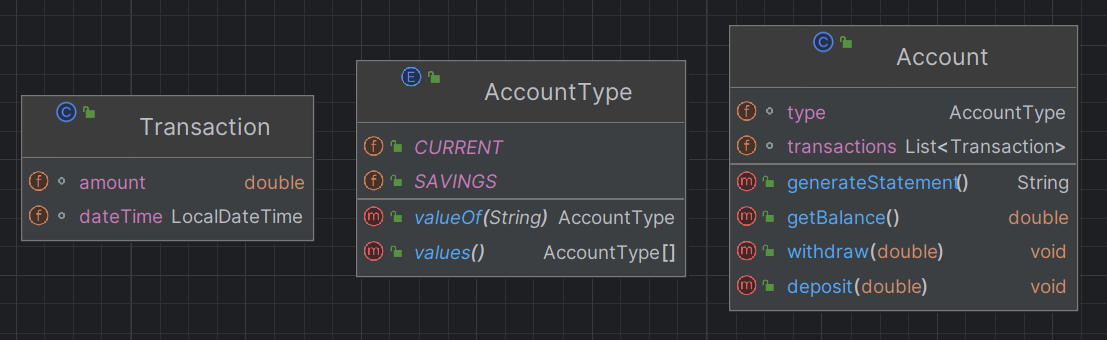 C Transaction
f amount double
f dateTime LocalDateTime
E AccountType
f CURRENT
f SAVINGS
m valueOf(String) AccountType
m values() AccountType[]
C Account
f type AccountType
f transactions List<Transaction>
m generateStatement() String
m getBalance() double
m withdraw(double) void
m deposit(double) void